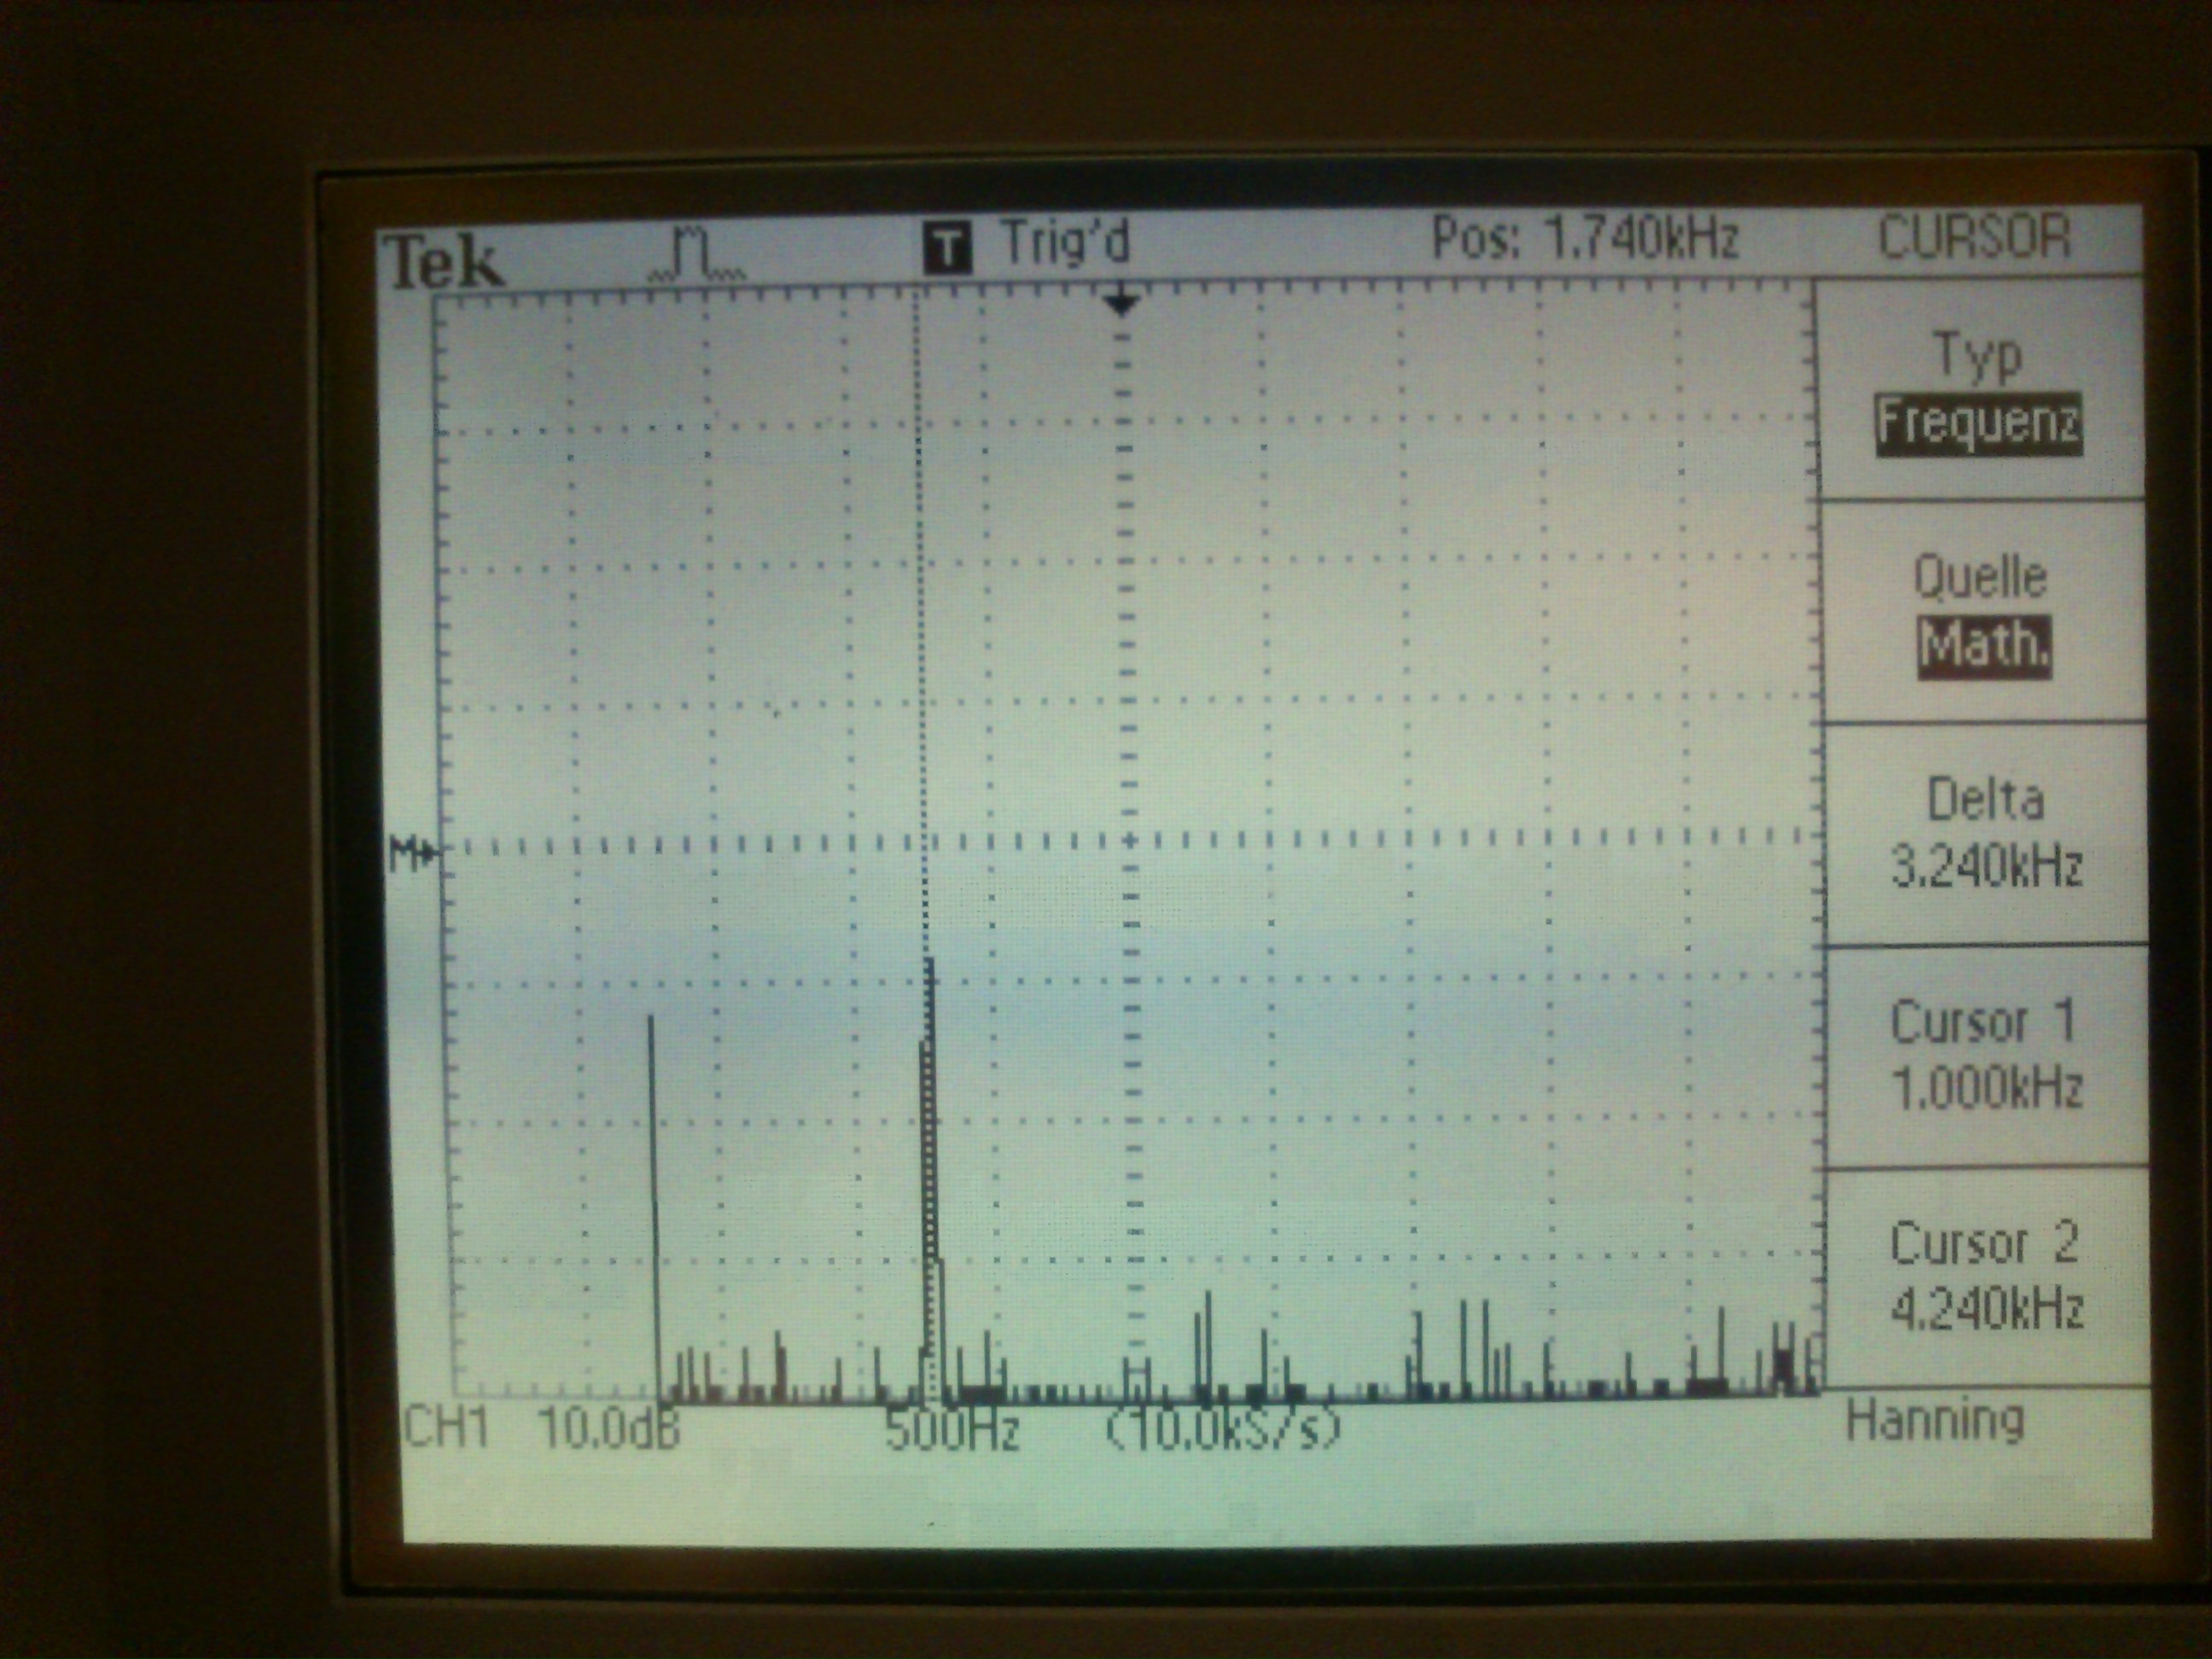 Tek T Trig'd Pos: 1.740kHz CURSOR
Typ
Frequenz
Quelle
Math.
M
Delta
3.240kHz
Cursor 1
1.000kHz
Cursor 2
4.240kHz
CH1 10.0dB 500Hz (10.0kS/s) Hanning